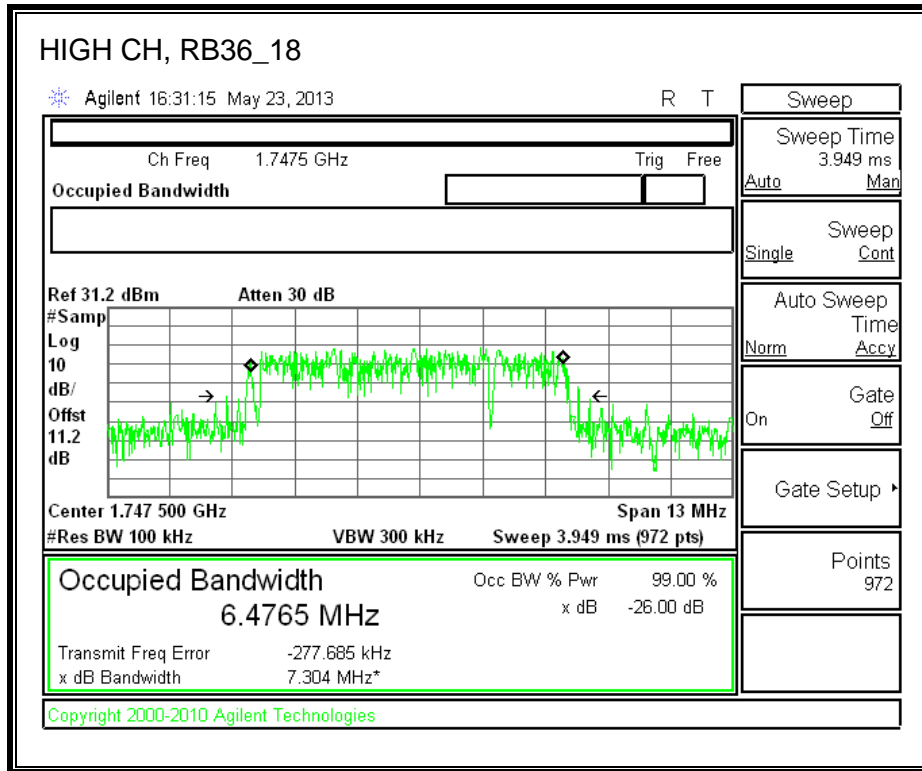 HIGH CH, RB36_18
Agilent 16:31:15 May 23, 2013 R T
Ch Freq 1.7475 GHz Trig Free
Occupied Bandwidth
Ref 31.2 dBm Atten 30 dB
#Samp
Log
10
dB/
Offst
11.2
dB
Center 1.747 500 GHz Span 13 MHz
#Res BW 100 kHz VBW 300 kHz Sweep 3.949 ms (972 pts)
Occupied Bandwidth Occ BW % Pwr 99.00 %
6.4765 MHz x dB -26.00 dB
Transmit Freq Error -277.685 kHz
x dB Bandwidth 7.304 MHz*
Copyright 2000-2010 Agilent Technologies
Sweep
Sweep Time
3.949 ms
Auto Man
Sweep
Single Cont
Auto Sweep
Time
Norm Accy
Gate
On Off
Gate Setup
Points
972